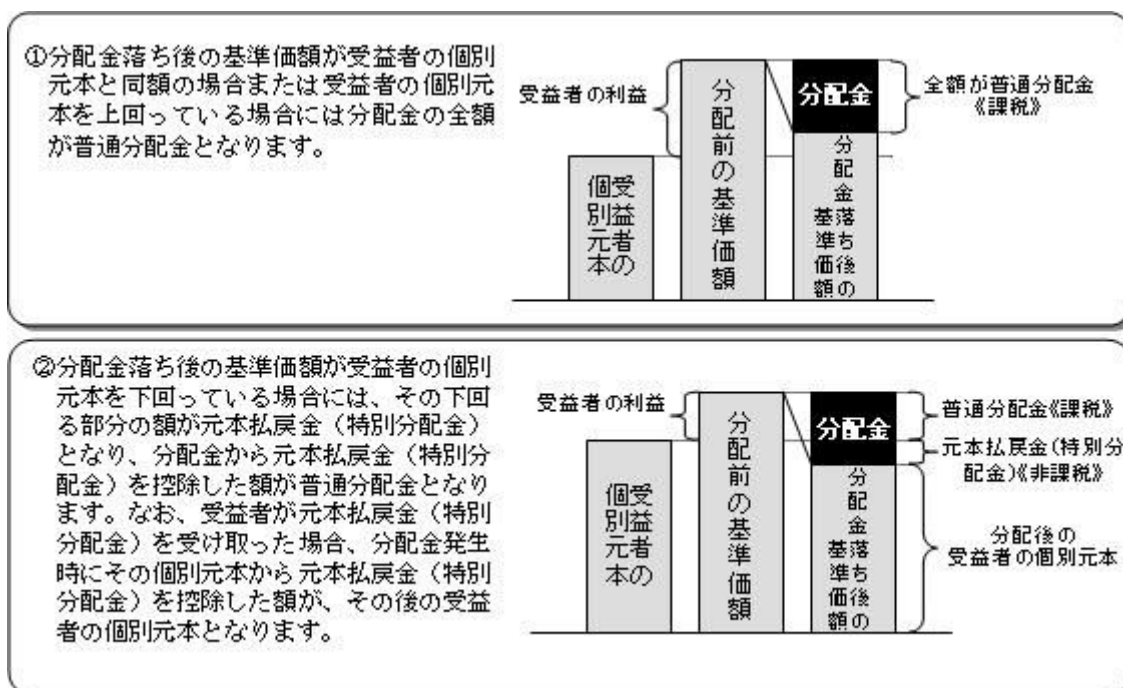 ①分配金落ち後の基準価額が受益者の個別
元本と同額の場合または受益者の個別元
本を上回っている場合には分配金の全額
が普通分配金となります。
受益者の利益
受益者の
個別元本
分配前の基準価額
分配金
分配金落ち後の
基準価額
全額が普通分配金
《課税》
②分配金落ち後の基準価額が受益者の個別
元本を下回っている場合には、その下回
る部分の額が元本払戻金（特別分配金）
となり、分配金から元本払戻金（特別分
配金）を控除した額が普通分配金となり
ます。なお、受益者が元本払戻金（特別
分配金）を受け取った場合、分配金発生
時にその個別元本から元本払戻金（特別
分配金）を控除した額が、その後の受益
者の個別元本となります。
受益者の利益
受益者の
個別元本
分配前の基準価額
分配金
分配金落ち後の
基準価額
普通分配金《課税》
元本払戻金(特別分
配金)《非課税》
分配後の
受益者の個別元本